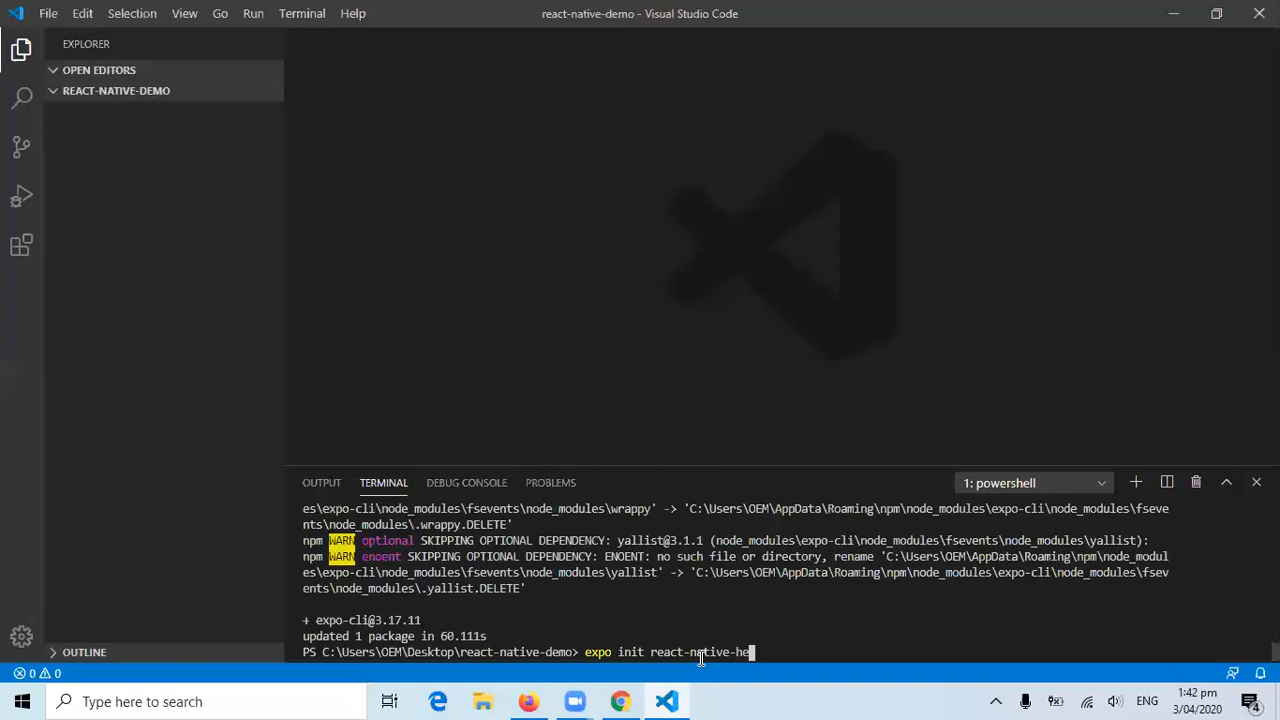 File Edit Selection View Go Run Terminal Help
react-native-demo - Visual Studio Code
EXPLORER
OPEN EDITORS
REACT-NATIVE-DEMO
OUTPUT TERMINAL DEBUG CONSOLE PROBLEMS
1: powershell
es\expo-cli\node_modules\fsevents\node_modules\wrappy' -> 'C:\Users\OEM\AppData\Roaming\npm\node_modules\expo-cli\node_modules\fseve
nts\node_modules\.wrappy.DELETE'
npm WARN optional SKIPPING OPTIONAL DEPENDENCY: yallist@3.1.1 (node_modules\expo-cli\node_modules\fsevents\node_modules\yallist):
npm WARN enoent SKIPPING OPTIONAL DEPENDENCY: ENOENT: no such file or directory, rename 'C:\Users\OEM\AppData\Roaming\npm\node_modul
es\expo-cli\node_modules\fsevents\node_modules\yallist' -> 'C:\Users\OEM\AppData\Roaming\npm\node_modules\expo-cli\node_modules\fsev
ents\node_modules\.yallist.DELETE'
+ expo-cli@3.17.11
updated 1 package in 60.111s
PS C:\Users\OEM\Desktop\react-native-demo> expo init react-native-he
OUTLINE
0 0
Type here to search
ENG
1:42 pm
3/04/2020
4